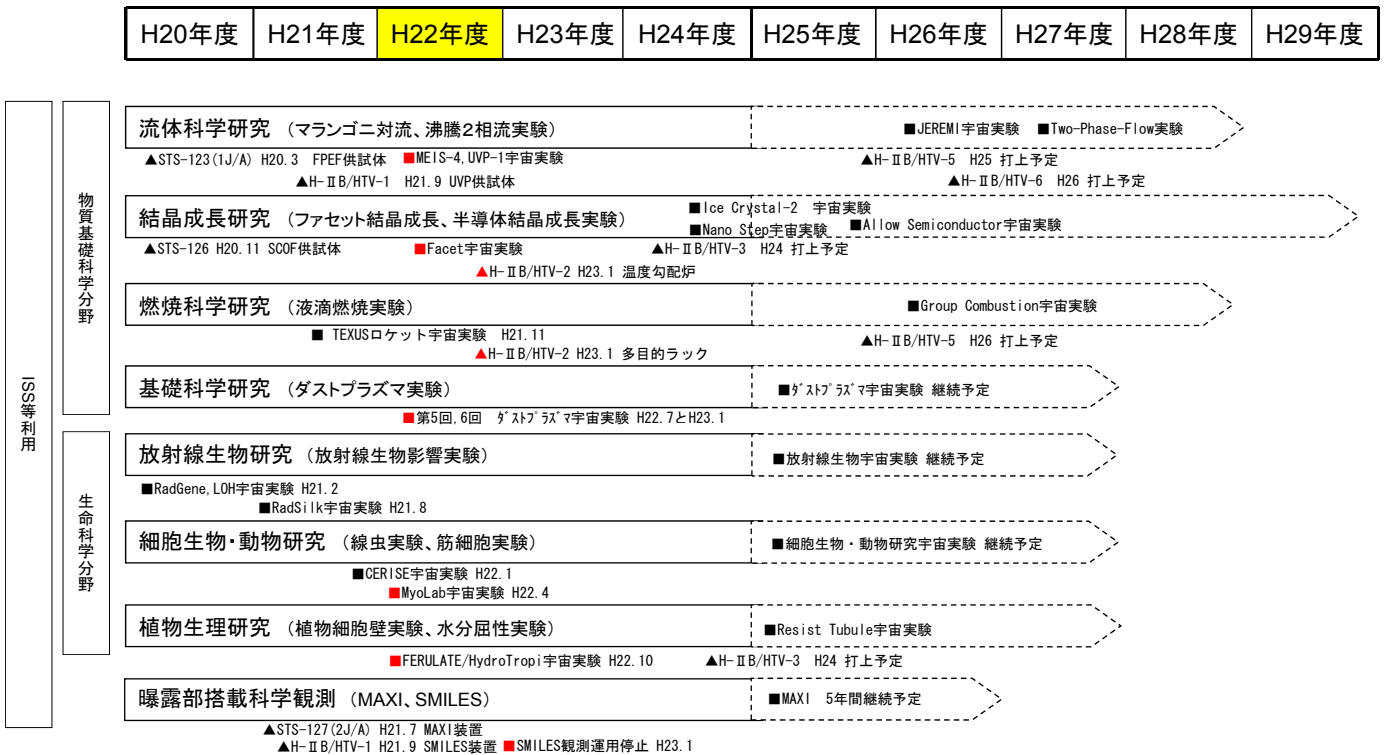 H20年度 H21年度 H22年度 H23年度 H24年度 H25年度 H26年度 H27年度 H28年度 H29年度
ISS等利用
物質基礎科学分野
流体科学研究 （マランゴニ対流、沸騰２相流実験）
■JEREMI宇宙実験 ■Two-Phase-Flow実験
▲STS-123(1J/A) H20.3 FPEF供試体 ■MEIS-4,UVP-1宇宙実験 ▲H-ⅡB/HTV-5 H25 打上予定
▲H-ⅡB/HTV-1 H21.9 UVP供試体 ▲H-ⅡB/HTV-6 H26 打上予定
結晶成長研究 （ファセット結晶成長、半導体結晶成長実験）
■Ice Crystal-2 宇宙実験
■Nano Step宇宙実験 ■Allow Semiconductor宇宙実験
▲STS-126 H20.11 SCOF供試体 ■Facet宇宙実験 ▲H-ⅡB/HTV-3 H24 打上予定
▲H-ⅡB/HTV-2 H23.1 温度勾配炉
燃焼科学研究 （液滴燃焼実験） ■Group Combustion宇宙実験
■ TEXUSロケット宇宙実験 H21.11 ▲H-ⅡB/HTV-5 H26 打上予定
▲H-ⅡB/HTV-2 H23.1 多目的ラック
基礎科学研究 （ダストプラズマ実験） ■ﾀﾞｽﾄﾌﾟﾗｽﾞﾏ宇宙実験 継続予定
■第5回,6回 ﾀﾞｽﾄﾌﾟﾗｽﾞﾏ宇宙実験 H22.7とH23.1
生命科学分野
放射線生物研究 （放射線生物影響実験） ■放射線生物宇宙実験 継続予定
■RadGene,LOH宇宙実験 H21.2
■RadSilk宇宙実験 H21.8
細胞生物・動物研究 （線虫実験、筋細胞実験） ■細胞生物・動物研究宇宙実験 継続予定
■CERISE宇宙実験 H22.1
■MyoLab宇宙実験 H22.4
植物生理研究 （植物細胞壁実験、水分屈性実験） ■Resist Tubule宇宙実験
■FERULATE/HydroTropi宇宙実験 H22.10 ▲H-ⅡB/HTV-3 H24 打上予定
曝露部搭載科学観測 （MAXI、SMILES） ■MAXI 5年間継続予定
▲STS-127(2J/A) H21.7 MAXI装置
▲H-ⅡB/HTV-1 H21.9 SMILES装置 ■SMILES観測運用停止 H23.1